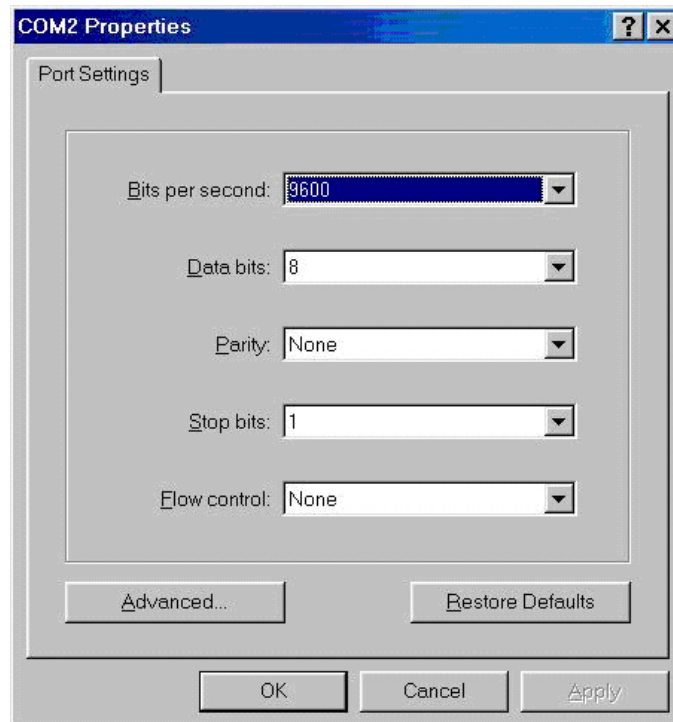 COM2 Properties
Port Settings
Bits per second: 9600
Data bits: 8
Parity: None
Stop bits: 1
Flow control: None
Advanced... Restore Defaults
OK Cancel Apply